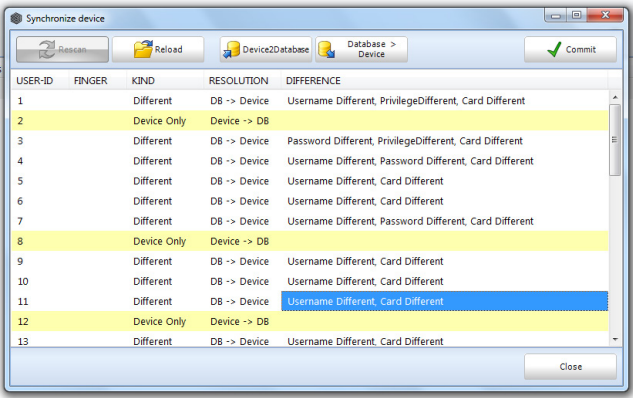 Synchronize device
Rescan Reload Device2Database Database >
Device Commit
USER-ID FINGER KIND RESOLUTION DIFFERENCE
1 Different DB -> Device Username Different, PrivilegeDifferent, Card Different
2 Device Only Device -> DB
3 Different DB -> Device Password Different, PrivilegeDifferent, Card Different
4 Different DB -> Device Username Different, Password Different, Card Different
5 Different DB -> Device Username Different, Card Different
6 Different DB -> Device Username Different, Card Different
7 Different DB -> Device Username Different, Password Different, Card Different
8 Device Only Device -> DB
9 Different DB -> Device Username Different, Card Different
10 Different DB -> Device Username Different, Card Different
11 Different DB -> Device Username Different, Card Different
12 Device Only Device -> DB
13 Different DB -> Device Username Different, Card Different
Close